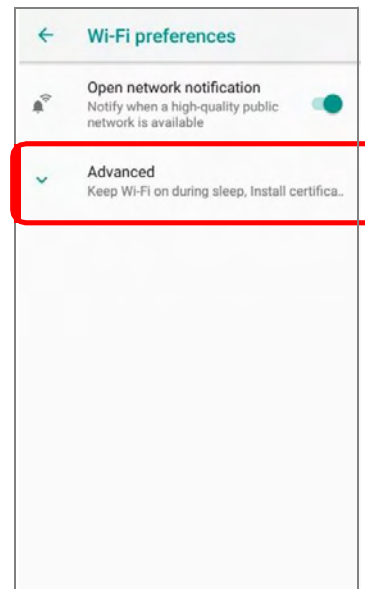 Wi-Fi preferences
Open network notification
Notify when a high-quality public
network is available
Advanced
Keep Wi-Fi on during sleep, Install certifica..